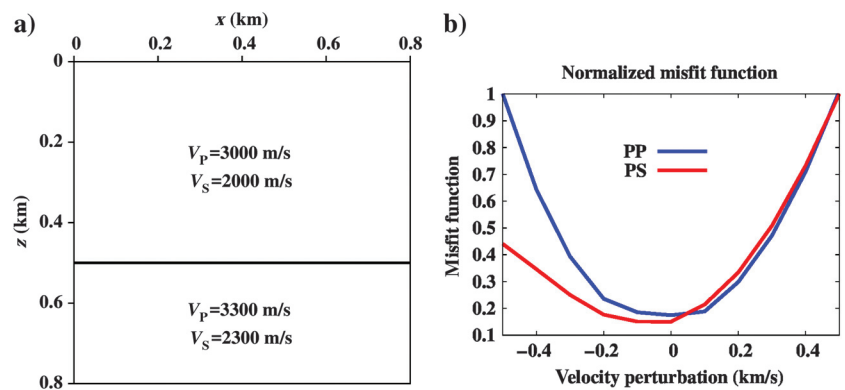 a)
x (km)
0 0.2 0.4 0.6 0.8
0
0.2
0.4
0.6
0.8
z (km)
V_P=3000 m/s
V_S=2000 m/s
V_P=3300 m/s
V_S=2300 m/s
b)
Normalized misfit function
1
0.9
0.8
0.7
0.6
0.5
0.4
0.3
0.2
0.1
Misfit function
PP
PS
−0.4 −0.2 0 0.2 0.4
Velocity perturbation (km/s)